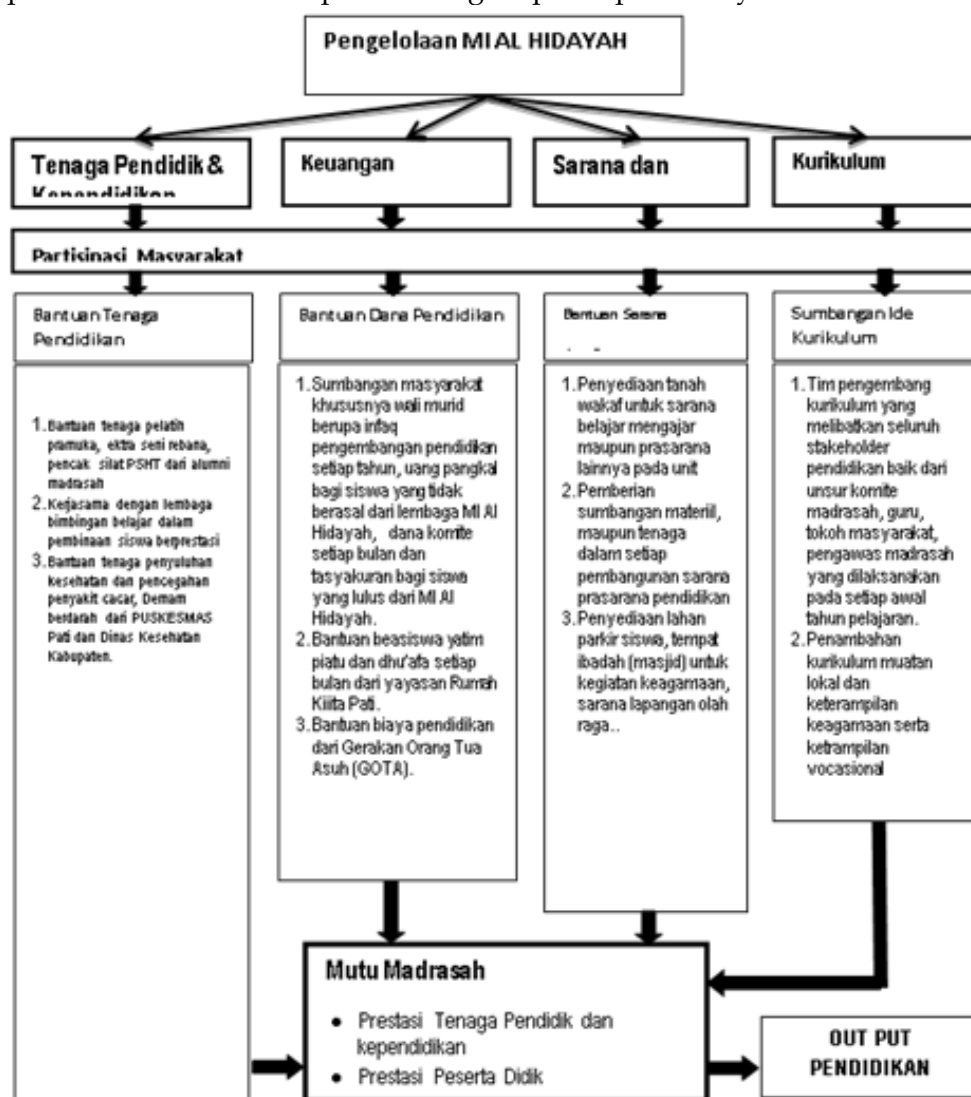 Pengelolaan MI AL HIDAYAH
Tenaga Pendidik &
Kependidikan
Keuangan
Sarana dan
Kurikulum
Partisipasi Masyarakat
Bantuan Tenaga
Pendidikan
Bantuan Dana Pendidikan
Bantuan Sarana
Sumbangan Ide
Kurikulum
1. Bantuan tenaga pelatih
pramuka, ektra seni rebana,
pencak silat PSHT dari alumni
madrasah
2. Kerjasama dengan lembaga
bimbingan belajar dalam
pembinaan siswa berprestasi
3. Bantuan tenaga penyuluhan
kesehatan dan pencegahan
penyakit cacar, Demam
berdarah dari PUSKESMAS
Pati dan Dinas Kesehatan
Kabupaten.
1. Sumbangan masyarakat
khususnya wali murid
berupa infaq
pengembangan pendidikan
setiap tahun, uang pangkal
bagi siswa yang tidak
berasal dari lembaga MI Al
Hidayah, dana komite
setiap bulan dan
tasyakuran bagi siswa
yang lulus dari MI Al
Hidayah.
2. Bantuan beasiswa yatim
piatu dan dhu'afa setiap
bulan dari yayasan Rumah
Kiita Pati.
3. Bantuan biaya pendidikan
dari Gerakan Orang Tua
Asuh (GOTA).
1. Penyediaan tanah
wakaf untuk sarana
belajar mengajar
maupun prasarana
lainnya pada unit
2. Pemberian
sumbangan materiil,
maupun tenaga
dalam setiap
pembangunan sarana
prasarana pendidikan
3. Penyediaan lahan
parkir siswa, tempat
ibadah (masjid) untuk
kegiatan keagamaan,
sarana lapangan olah
raga..
1. Tim pengembang
kurikulum yang
melibatkan seluruh
stakeholder
pendidikan baik dari
unsur komite
madrasah, guru,
tokoh masyarakat,
pengawas madrasah
yang dilaksanakan
pada setiap awal
tahun pelajaran.
2. Penambahan
kurikulum muatan
lokal dan
keterampilan
keagamaan serta
ketrampilan
vocasional
Mutu Madrasah
• Prestasi Tenaga Pendidik dan
kependidikan
• Prestasi Peserta Didik
OUT PUT
PENDIDIKAN